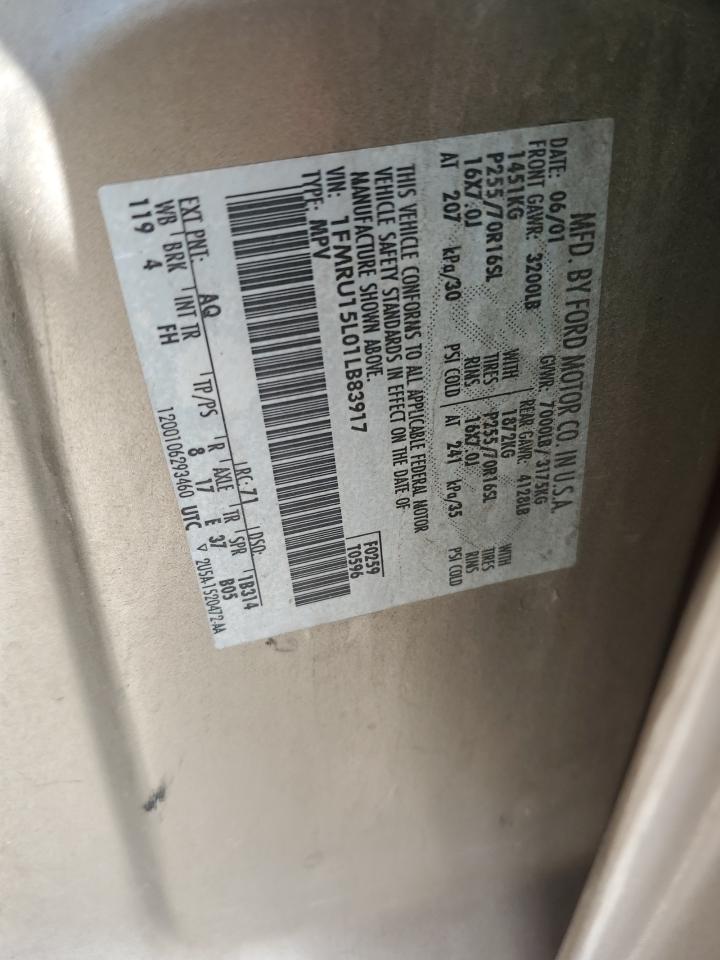 MFD. BY FORD MOTOR CO. IN U.S.A.
DATE: 06/01 GVWR: 7000LB / 3175KG
FRONT GAWR: 3200LB REAR GAWR: 4128LB
1451KG WITH 1872KG WITH
P255/70R16SL TIRES P255/70R16SL TIRES
16X7.0J RIMS 16X7.0J RIMS
AT 207 kPa/30 PSI COLD AT 241 kPa/35 PSI COLD
THIS VEHICLE CONFORMS TO ALL APPLICABLE FEDERAL MOTOR
VEHICLE SAFETY STANDARDS IN EFFECT ON THE DATE OF
MANUFACTURE SHOWN ABOVE.
VIN: 1FMRU15L01LB83917
TYPE: MPV
F0259
T0596
EXT PNT: AQ RC: 71 DSO: 1B314
WB BRK INT TR TP/PS R AXLE TR SPR
119 4 FH 8 17 E 37 B05
1200106293460 UTC ▽ 2U5A1520472-AA